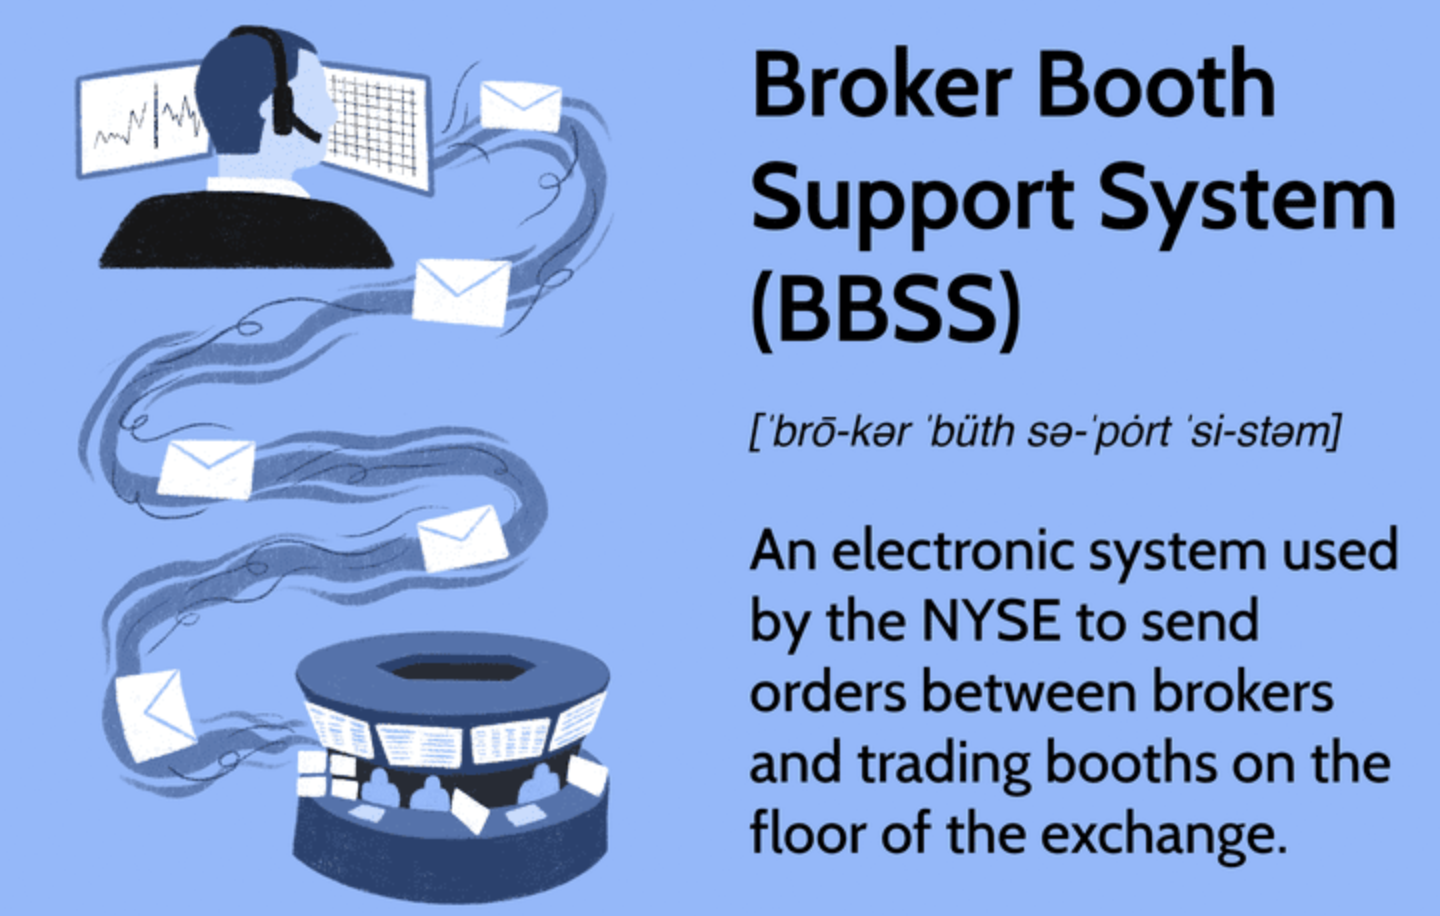 Broker Booth
Support System
(BBSS)
[ˈbrō-kər ˈbüth sə-ˈpȯrt ˈsi-stəm]
An electronic system used
by the NYSE to send
orders between brokers
and trading booths on the
floor of the exchange.